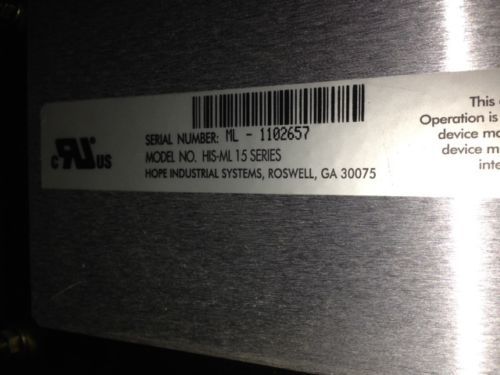 SERIAL NUMBER: ML - 1102657
MODEL NO. HIS-ML 15 SERIES
HOPE INDUSTRIAL SYSTEMS, ROSWELL, GA 30075
C UR US
This
Operation is
device
device